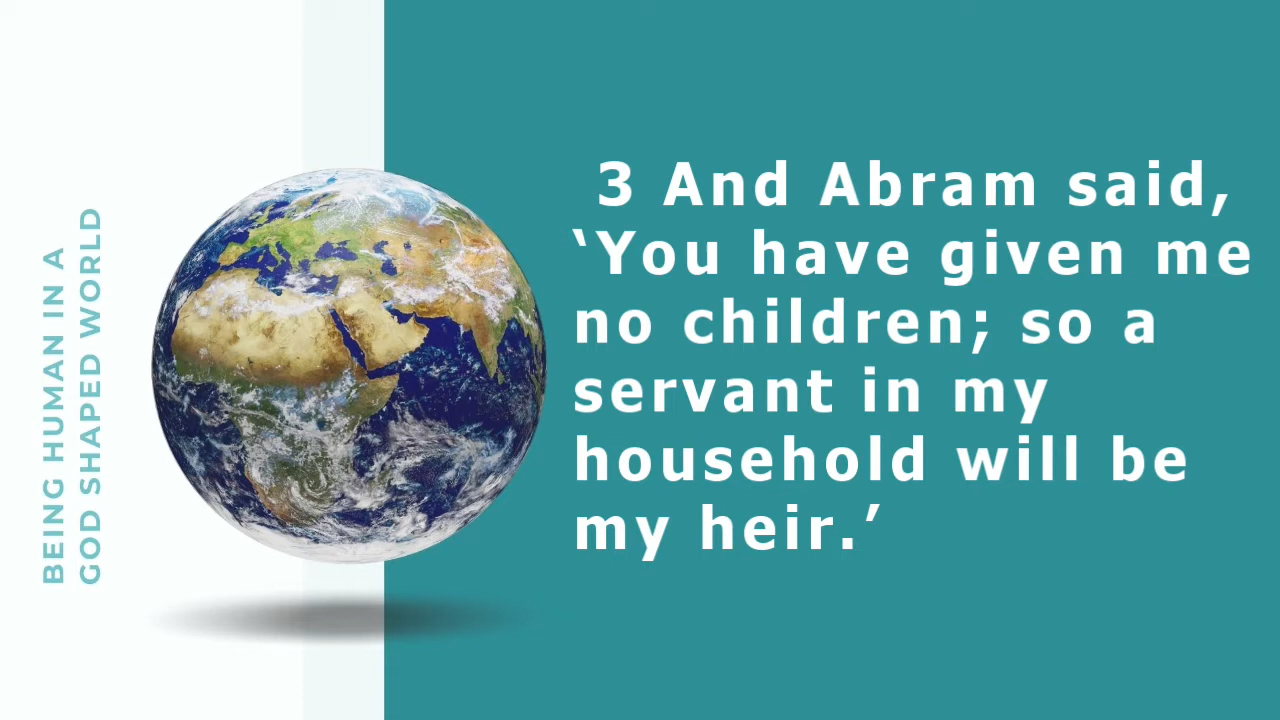 BEING HUMAN IN A
GOD SHAPED WORLD
3 And Abram said,
‘You have given me
no children; so a
servant in my
household will be
my heir.’